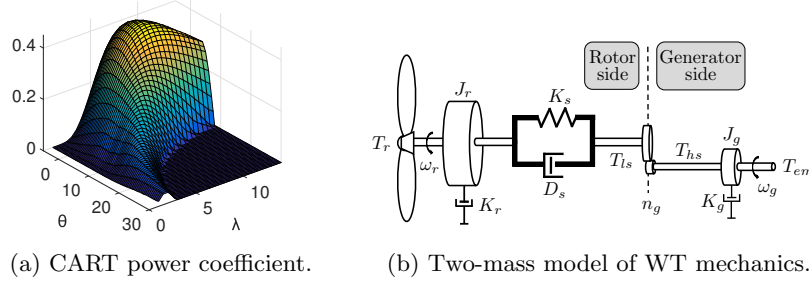 0.4
0.2
0
0
10
20
30
θ
0
5
10
λ
Rotor side
Generator side
J_r
K_s
T_r
ω_r
K_r
D_s
T_ls
T_hs
J_g
T_em
n_g
K_g
ω_g
(a) CART power coefficient.
(b) Two-mass model of WT mechanics.